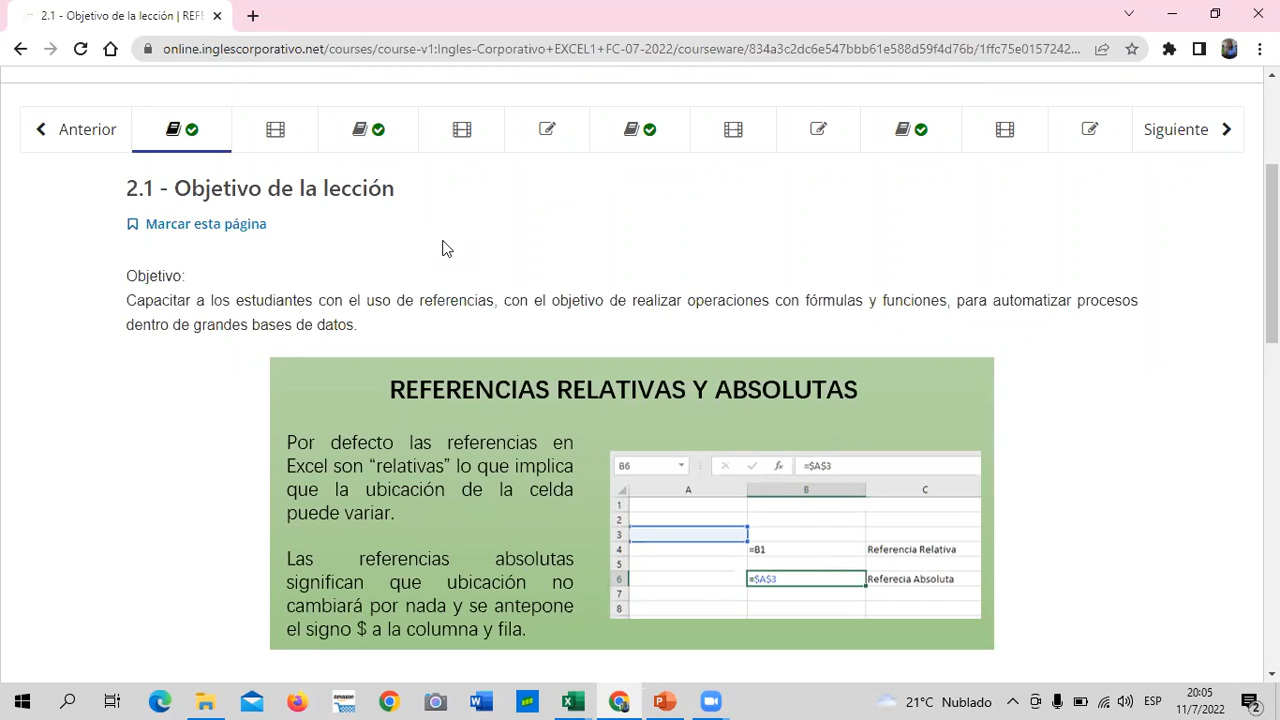 2.1 - Objetivo de la lección | REFE
online.inglescorporativo.net/courses/course-v1:Ingles-Corporativo+EXCEL1+FC-07-2022/courseware/834a3c2dc6e547bbb61e588d59f4d76b/1ffc75e0157242...
Anterior
Siguiente
2.1 - Objetivo de la lección
Marcar esta página
Objetivo:
Capacitar a los estudiantes con el uso de referencias, con el objetivo de realizar operaciones con fórmulas y funciones, para automatizar procesos
dentro de grandes bases de datos.
REFERENCIAS RELATIVAS Y ABSOLUTAS
Por defecto las referencias en
Excel son “relativas” lo que implica
que la ubicación de la celda
puede variar.
Las referencias absolutas
significan que ubicación no
cambiará por nada y se antepone
el signo $ a la columna y fila.
B6 fx =$A$3
A B C
1
2
3
4 =B1 Referencia Relativa
5
6 =$A$3 Referecia Absoluta
7
8
21°C Nublado
ESP
20:05
11/7/2022
2